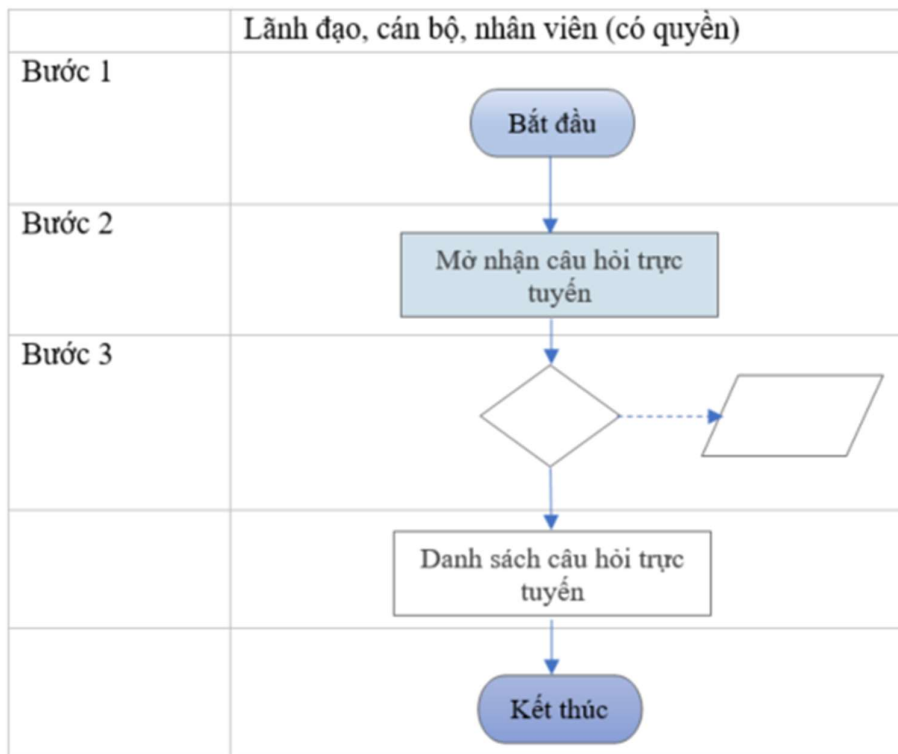 Lãnh đạo, cán bộ, nhân viên (có quyền)
Bước 1
Bắt đầu
Bước 2
Mở nhận câu hỏi trực
tuyến
Bước 3
Danh sách câu hỏi trực
tuyến
Kết thúc